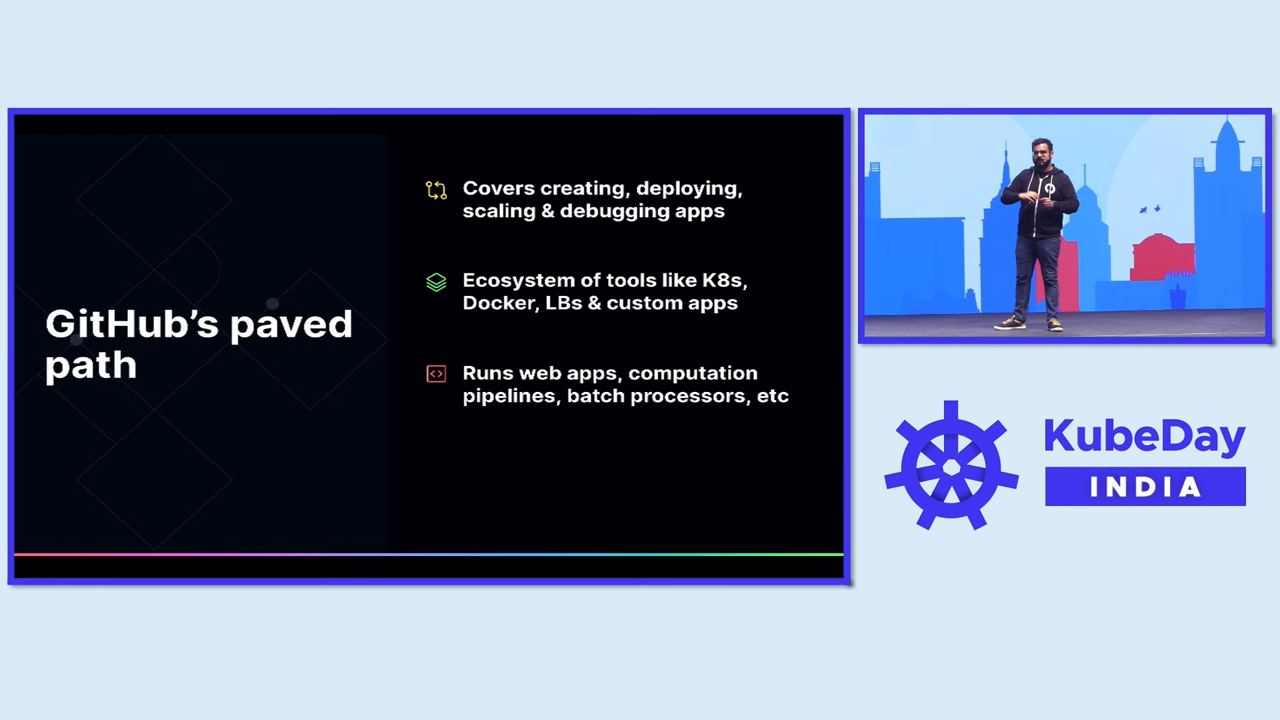 GitHub’s paved
path
Covers creating, deploying,
scaling & debugging apps
Ecosystem of tools like K8s,
Docker, LBs & custom apps
Runs web apps, computation
pipelines, batch processors, etc
KubeDay
INDIA